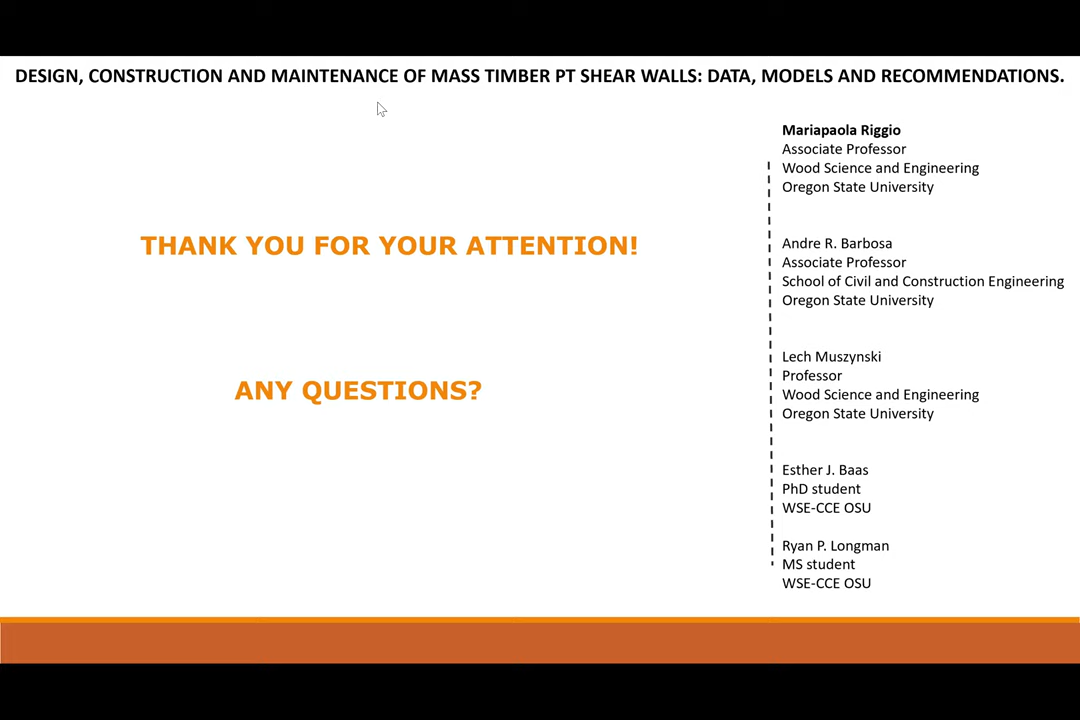 DESIGN, CONSTRUCTION AND MAINTENANCE OF MASS TIMBER PT SHEAR WALLS: DATA, MODELS AND RECOMMENDATIONS.
THANK YOU FOR YOUR ATTENTION!
ANY QUESTIONS?
Mariapaola Riggio
Associate Professor
Wood Science and Engineering
Oregon State University
Andre R. Barbosa
Associate Professor
School of Civil and Construction Engineering
Oregon State University
Lech Muszynski
Professor
Wood Science and Engineering
Oregon State University
Esther J. Baas
PhD student
WSE-CCE OSU
Ryan P. Longman
MS student
WSE-CCE OSU